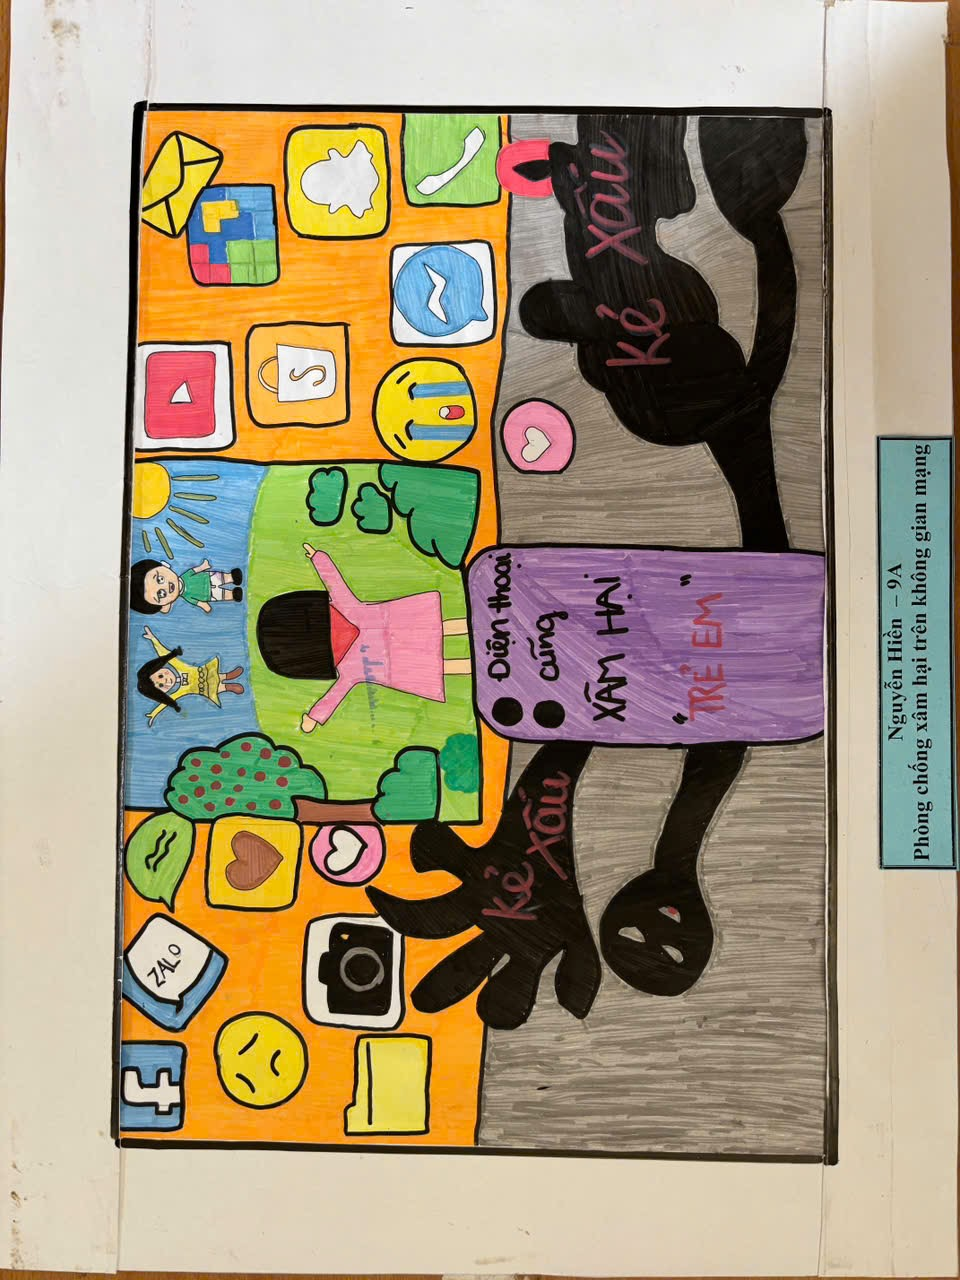 f
ZALO
S
Kẻ xấu
Diện thoại
cũng
XÂM HẠI
"TRẺ EM"
Kẻ xấu
Nguyễn Hiền – 9A
Phòng chống xâm hại trên không gian mạng